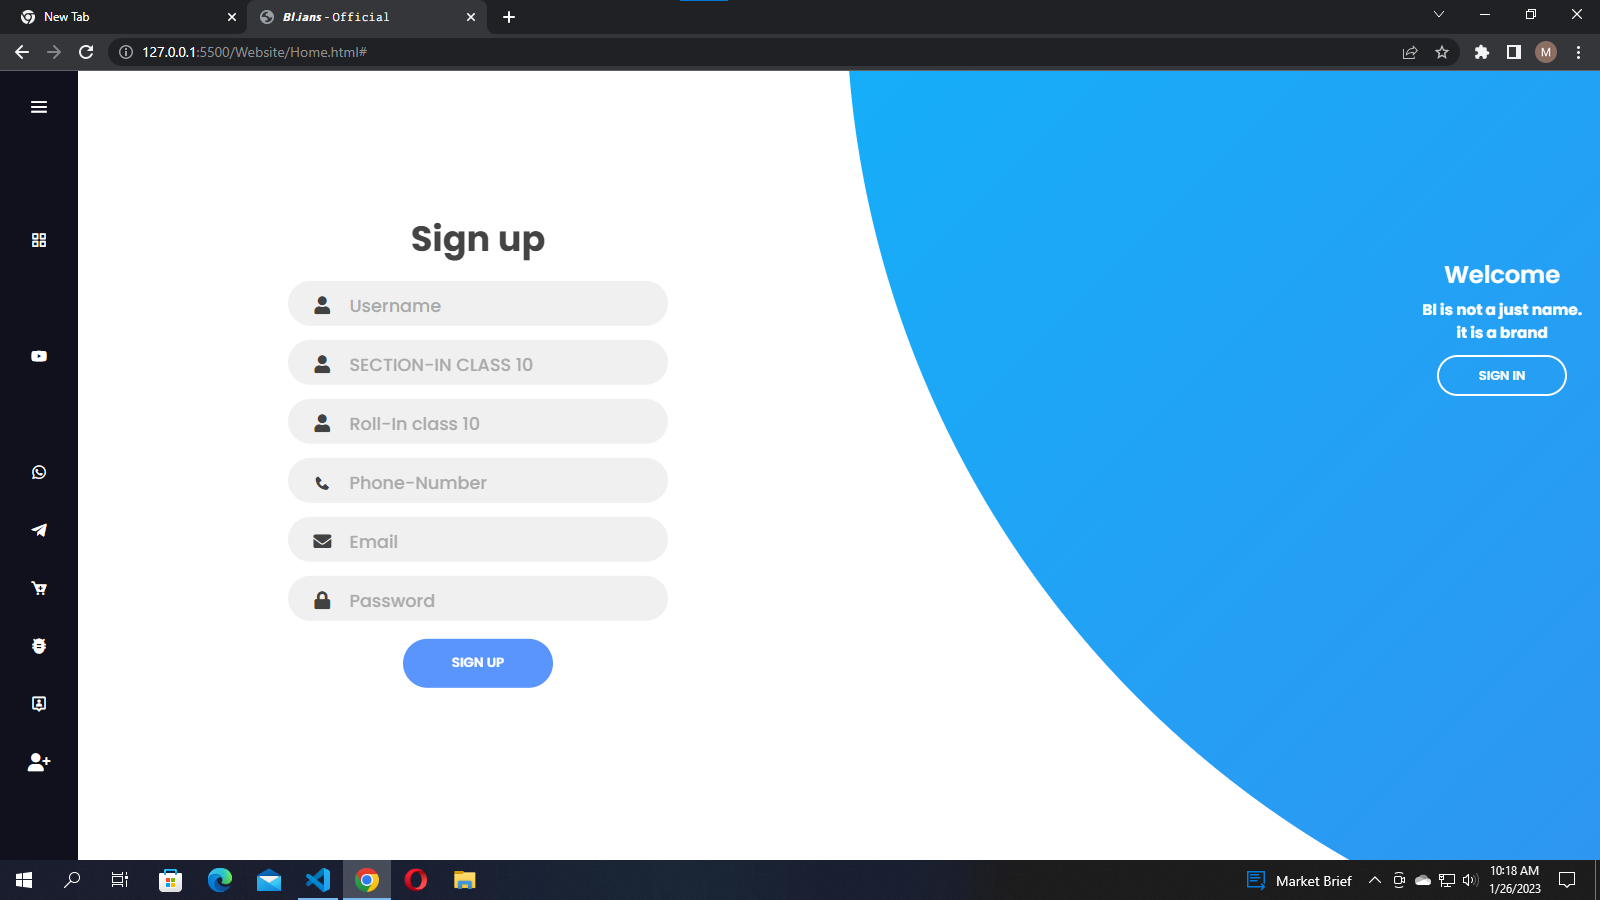 New Tab
Bl.ians - Official
127.0.0.1:5500/Website/Home.html#
M
Sign up
Username
SECTION-IN CLASS 10
Roll-In class 10
Phone-Number
Email
Password
SIGN UP
Welcome
Bl is not a just name.
it is a brand
SIGN IN
Market Brief
10:18 AM
1/26/2023